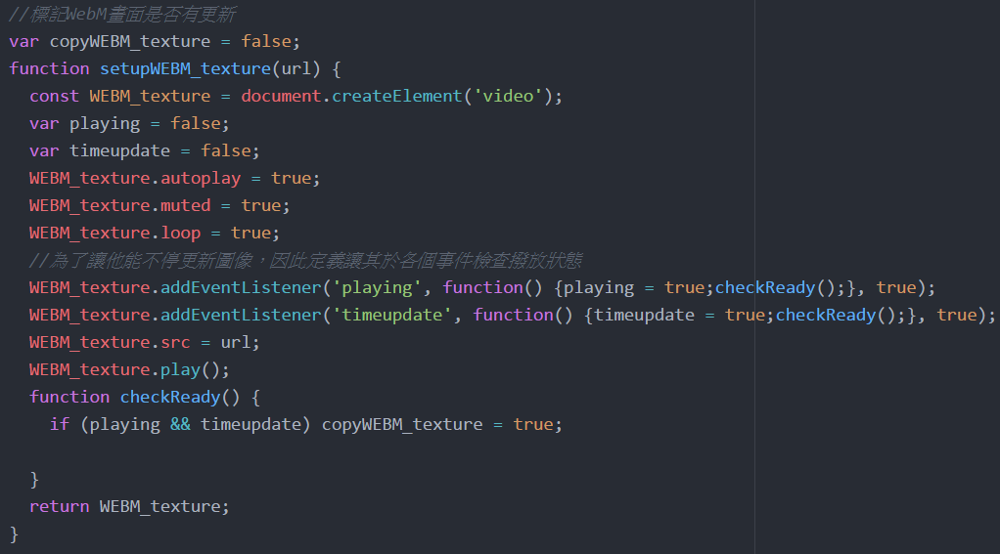 //標記WebM畫面是否有更新
var copyWEBM_texture = false;
function setupWEBM_texture(url) {
  const WEBM_texture = document.createElement('video');
  var playing = false;
  var timeupdate = false;
  WEBM_texture.autoplay = true;
  WEBM_texture.muted = true;
  WEBM_texture.loop = true;
  //為了讓他能不停更新圖像，因此定義讓其於各個事件檢查撥放狀態
  WEBM_texture.addEventListener('playing', function() {playing = true;checkReady();}, true);
  WEBM_texture.addEventListener('timeupdate', function() {timeupdate = true;checkReady();}, true);
  WEBM_texture.src = url;
  WEBM_texture.play();
  function checkReady() {
    if (playing && timeupdate) copyWEBM_texture = true;
  }
  return WEBM_texture;
}